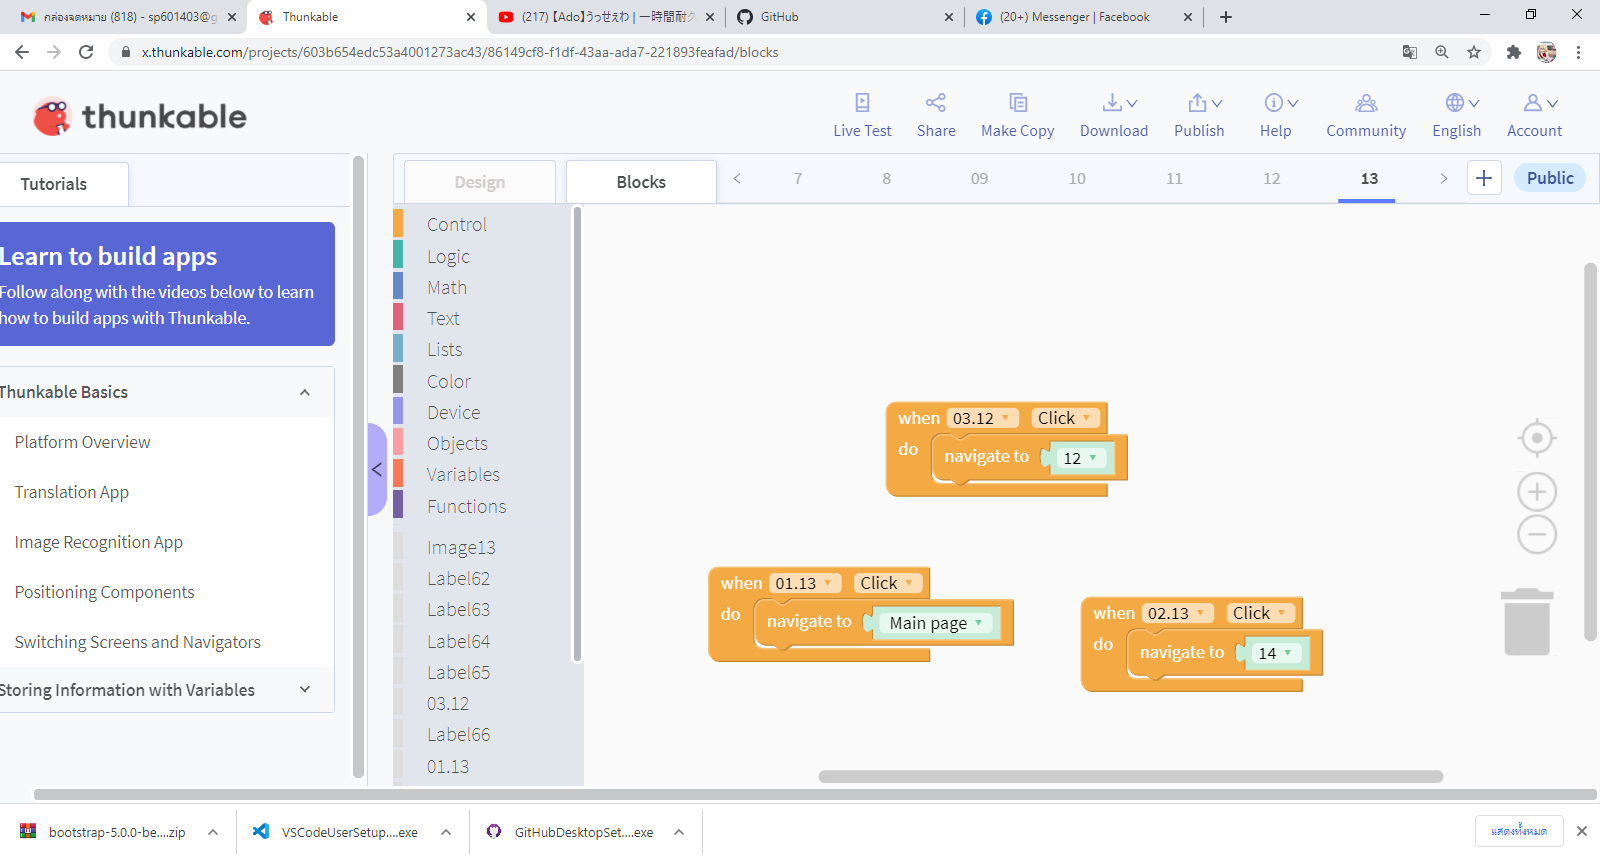 กล่องจดหมาย (818) - sp601403@g
Thunkable
(217) 【Ado】うっせぇわ | 一時間耐久
GitHub
(20+) Messenger | Facebook
x.thunkable.com/projects/603b654edc53a4001273ac43/86149cf8-f1df-43aa-ada7-221893feafad/blocks
thunkable
Live Test
Share
Make Copy
Download
Publish
Help
Community
English
Account
Tutorials
Design
Blocks
7
8
09
10
11
12
13
Public
Learn to build apps
Follow along with the videos below to learn
how to build apps with Thunkable.
Thunkable Basics
Platform Overview
Translation App
Image Recognition App
Positioning Components
Switching Screens and Navigators
Storing Information with Variables
Control
Logic
Math
Text
Lists
Color
Device
Objects
Variables
Functions
Image13
Label62
Label63
Label64
Label65
03.12
Label66
01.13
when 03.12 Click
do navigate to 12
when 01.13 Click
do navigate to Main page
when 02.13 Click
do navigate to 14
bootstrap-5.0.0-be....zip
VSCodeUserSetup....exe
GitHubDesktopSet....exe
แสดงทั้งหมด